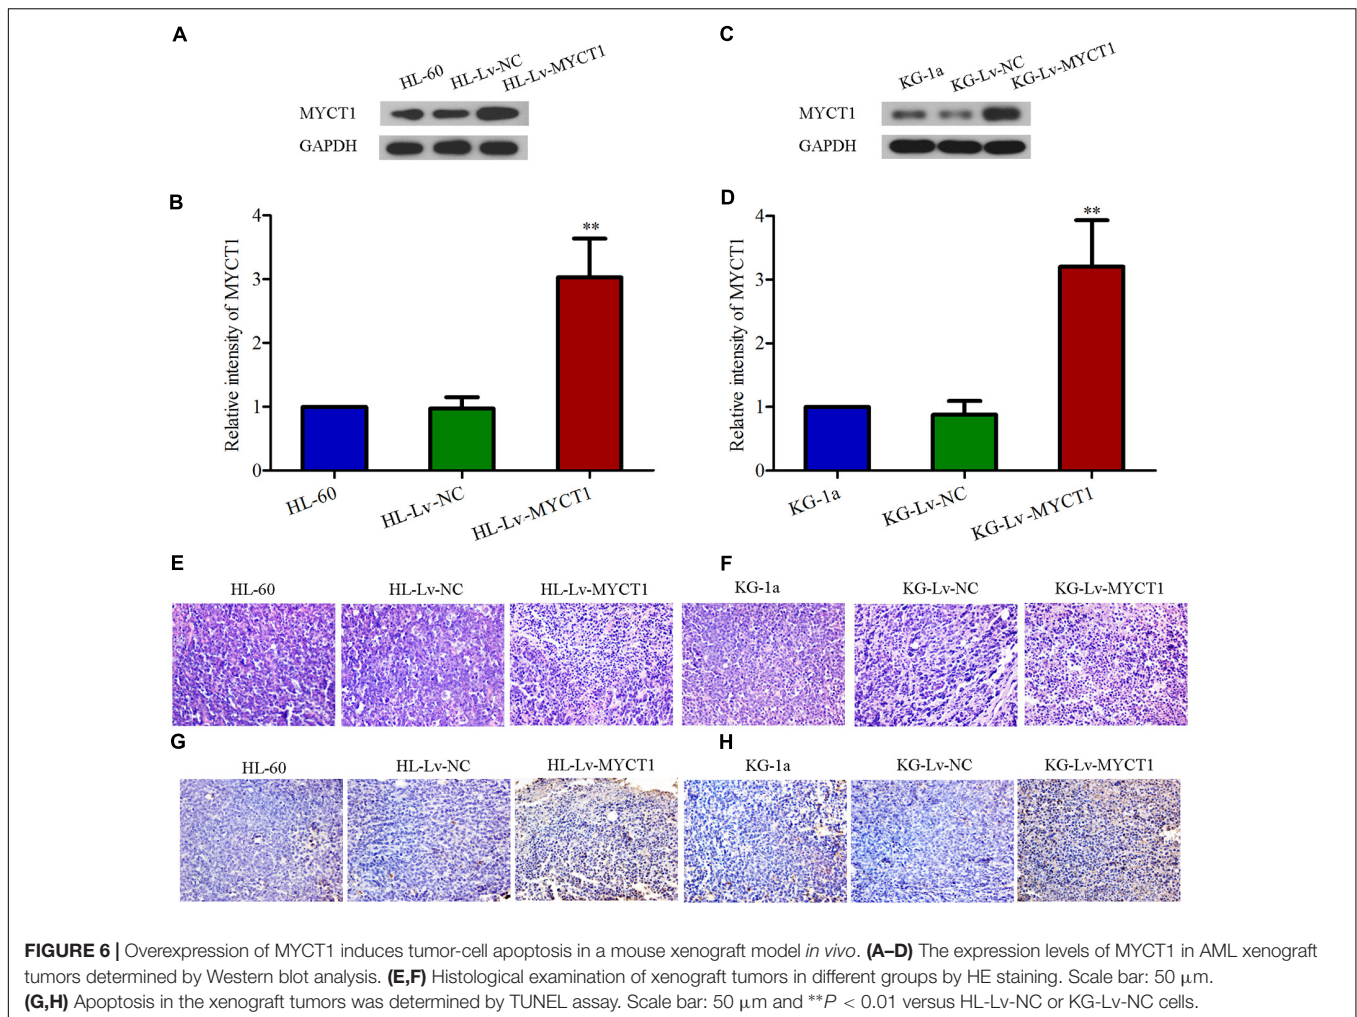 A
C
HL-60
HL-Lv-NC
HL-Lv-MYCT1
KG-1a
KG-Lv-NC
KG-Lv-MYCT1
MYCT1
GAPDH
MYCT1
GAPDH
B
Relative intensity of MYCT1
4
3
2
1
0
**
HL-60
HL-Lv-NC
HL-Lv-MYCT1
D
Relative intensity of MYCT1
4
3
2
1
0
**
KG-1a
KG-Lv-NC
KG-Lv-MYCT1
E
HL-60
HL-Lv-NC
HL-Lv-MYCT1
F
KG-1a
KG-Lv-NC
KG-Lv-MYCT1
G
HL-60
HL-Lv-NC
HL-Lv-MYCT1
H
KG-1a
KG-Lv-NC
KG-Lv-MYCT1
FIGURE 6 | Overexpression of MYCT1 induces tumor-cell apoptosis in a mouse xenograft model in vivo. (A–D) The expression levels of MYCT1 in AML xenograft
tumors determined by Western blot analysis. (E,F) Histological examination of xenograft tumors in different groups by HE staining. Scale bar: 50 μm.
(G,H) Apoptosis in the xenograft tumors was determined by TUNEL assay. Scale bar: 50 μm and **P < 0.01 versus HL-Lv-NC or KG-Lv-NC cells.